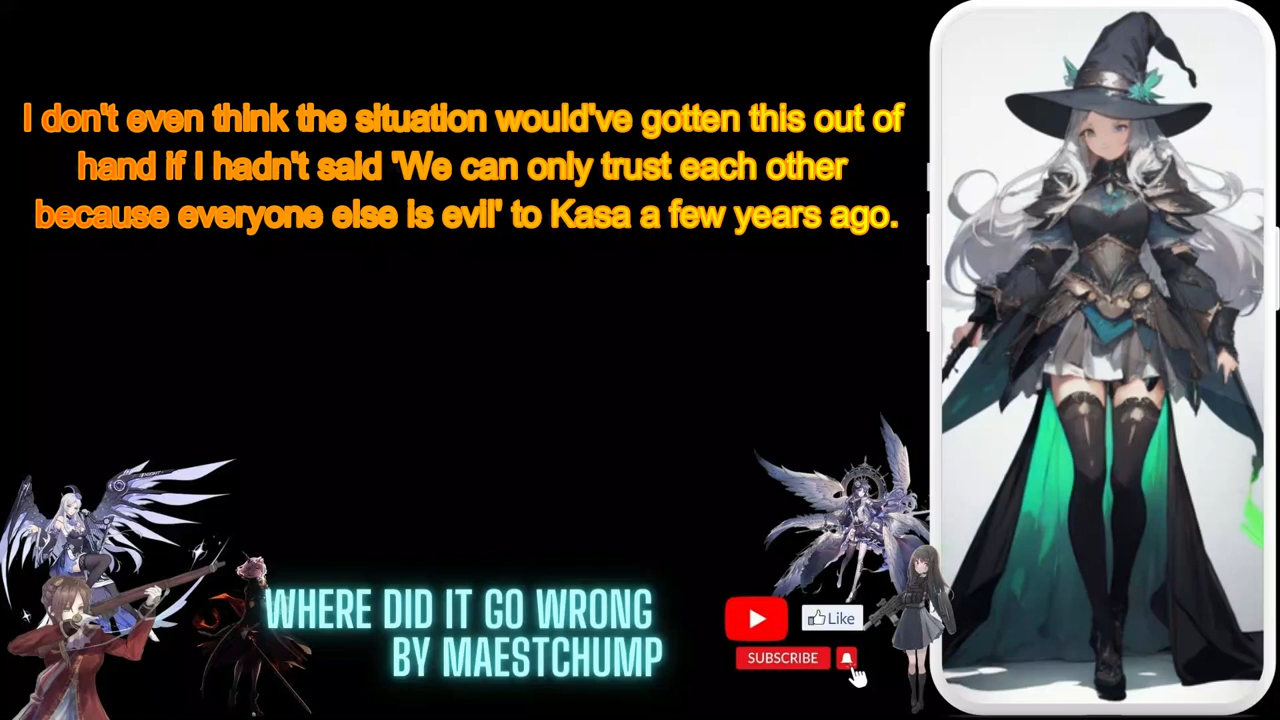 I don't even think the situation would've gotten this out of
hand if I hadn't said 'We can only trust each other
because everyone else is evil' to Kasa a few years ago.
WHERE DID IT GO WRONG
BY MAESTCHUMP
Like
SUBSCRIBE